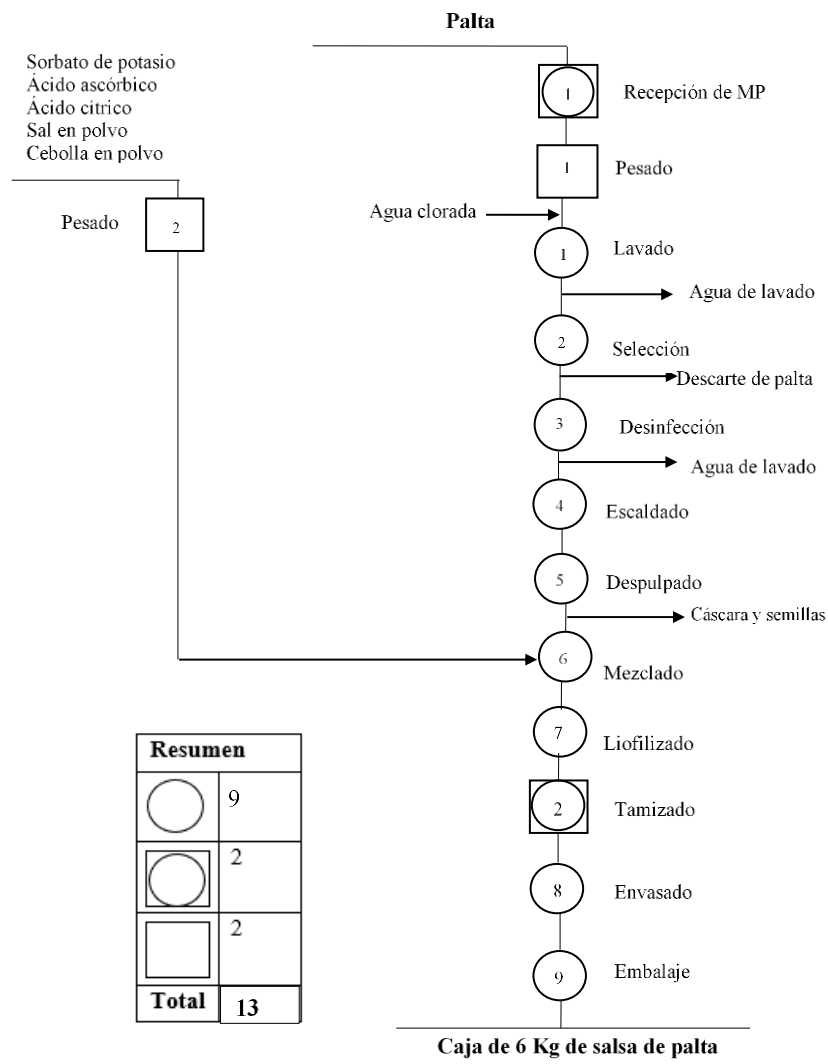 Palta
Sorbato de potasio
Ácido ascórbico
Ácido cítrico
Sal en polvo
Cebolla en polvo
Pesado
2
1
Recepción de MP
1
Pesado
Agua clorada
1
Lavado
Agua de lavado
2
Selección
Descarte de palta
3
Desinfección
Agua de lavado
4
Escaldado
5
Despulpado
Cáscara y semillas
6
Mezclado
7
Liofilizado
2
Tamizado
8
Envasado
9
Embalaje
Resumen
9
2
2
Total 13
Caja de 6 Kg de salsa de palta